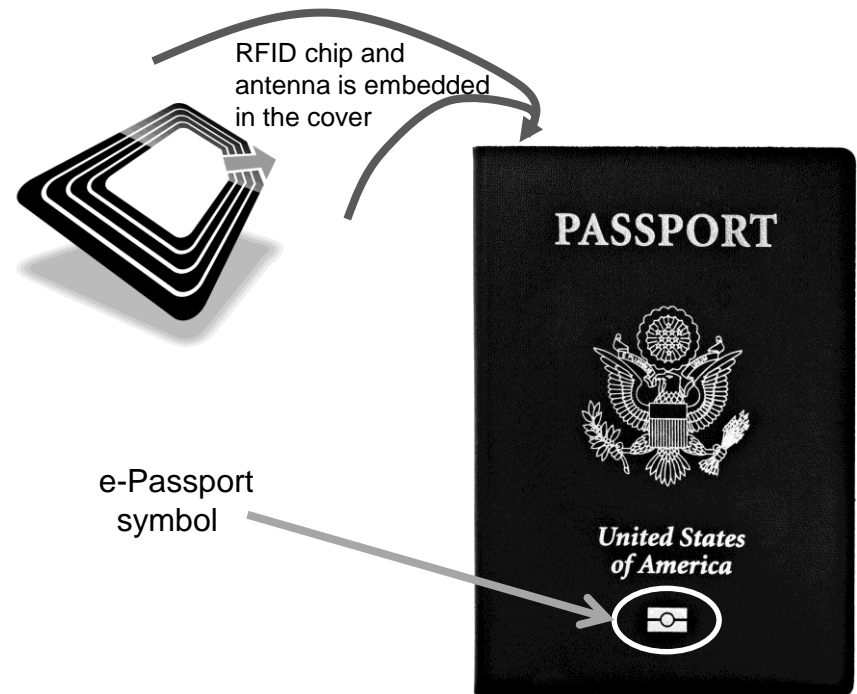 RFID chip and
antenna is embedded
in the cover
PASSPORT
United States
of America
e-Passport
symbol